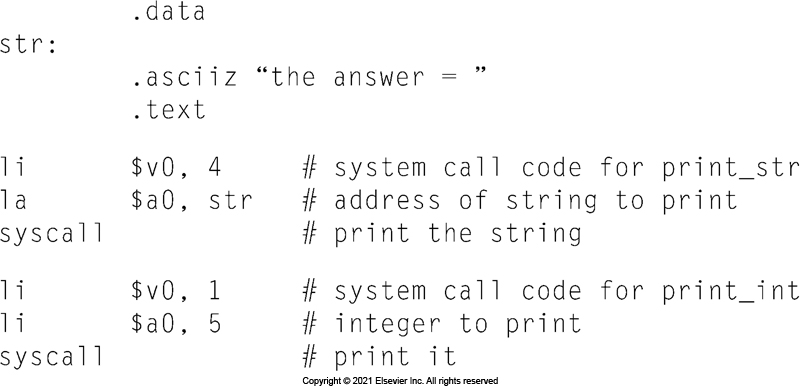 .data
str:
.asciiz “the answer = ”
.text
li $v0, 4 # system call code for print_str
la $a0, str # address of string to print
syscall # print the string
li $v0, 1 # system call code for print_int
li $a0, 5 # integer to print
syscall # print it
Copyright © 2021 Elsevier Inc. All rights reserved